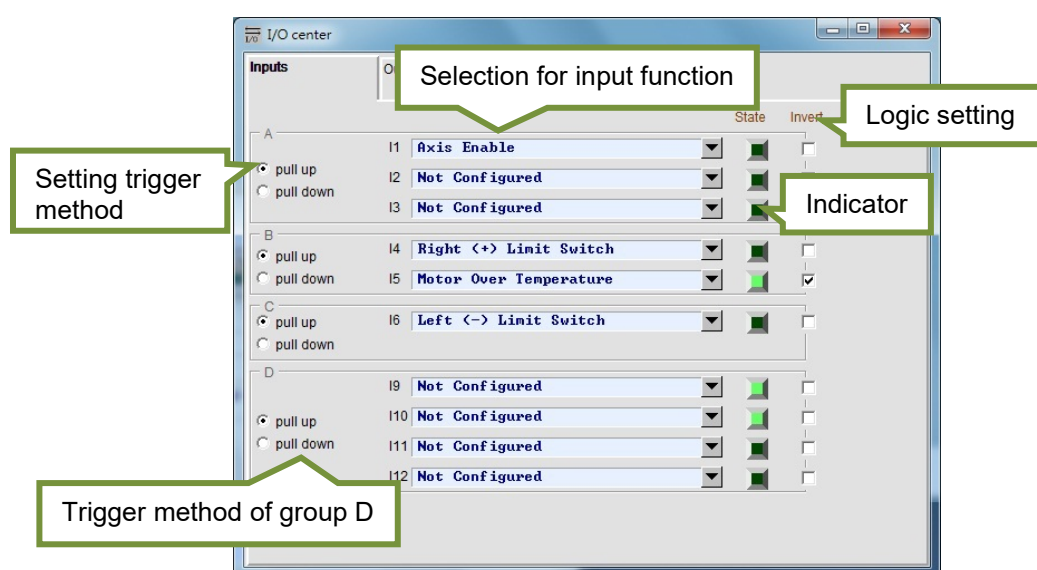 I/O center
Inputs
O
Selection for input function
State Invert
Logic setting
A
Setting trigger
method
pull up
pull down
I1 Axis Enable
I2 Not Configured
I3 Not Configured
Indicator
B
pull up
pull down
I4 Right (+) Limit Switch
I5 Motor Over Temperature
C
pull up
pull down
I6 Left (-) Limit Switch
D
pull up
pull down
I9 Not Configured
I10 Not Configured
I11 Not Configured
I12 Not Configured
Trigger method of group D